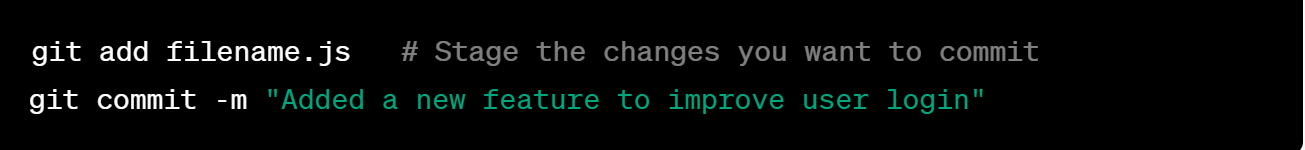 git add filename.js   # Stage the changes you want to commit
git commit -m "Added a new feature to improve user login"